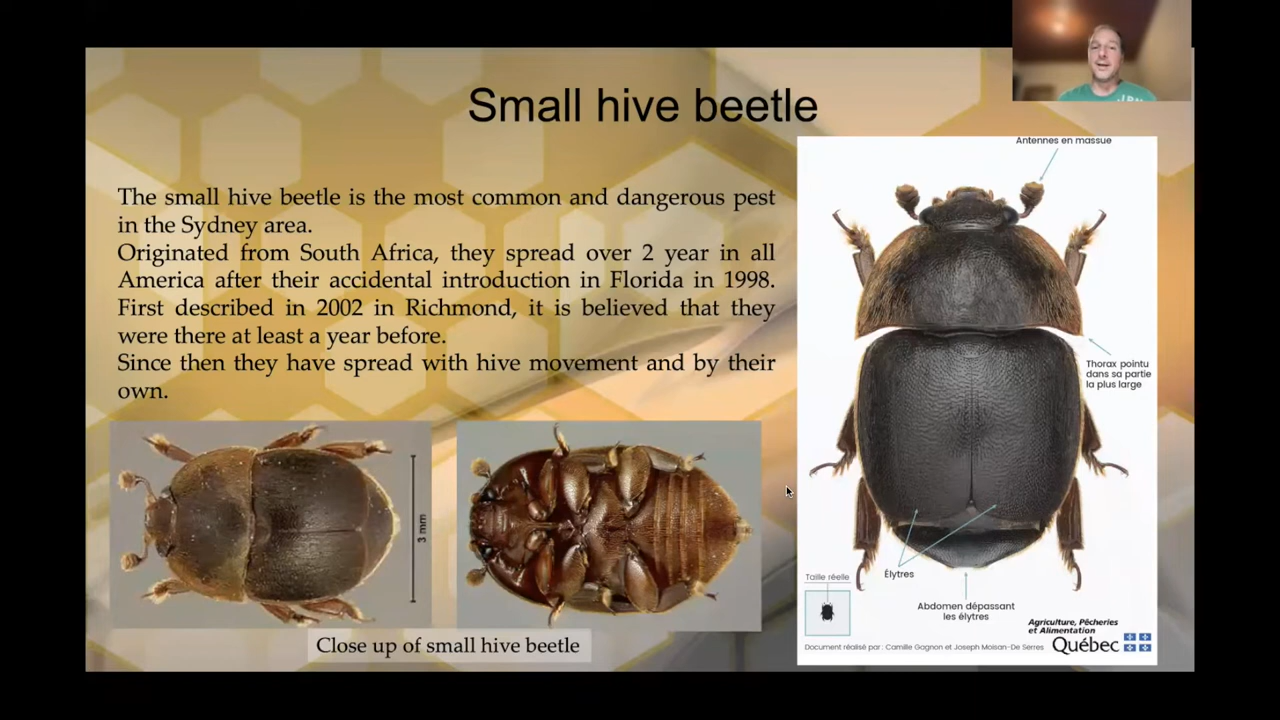 Small hive beetle
The small hive beetle is the most common and dangerous pest
in the Sydney area.
Originated from South Africa, they spread over 2 year in all
America after their accidental introduction in Florida in 1998.
First described in 2002 in Richmond, it is believed that they
were there at least a year before.
Since then they have spread with hive movement and by their
own.
3 mm
Close up of small hive beetle
Antennes en massue
Thorax pointu
dans sa partie
la plus large
Élytres
Taille réelle
Abdomen dépassant
les élytres
Agriculture, Pêcheries
et Alimentation
Québec
Document réalisé par : Camille Gagnon et Joseph Moisan-De Serres